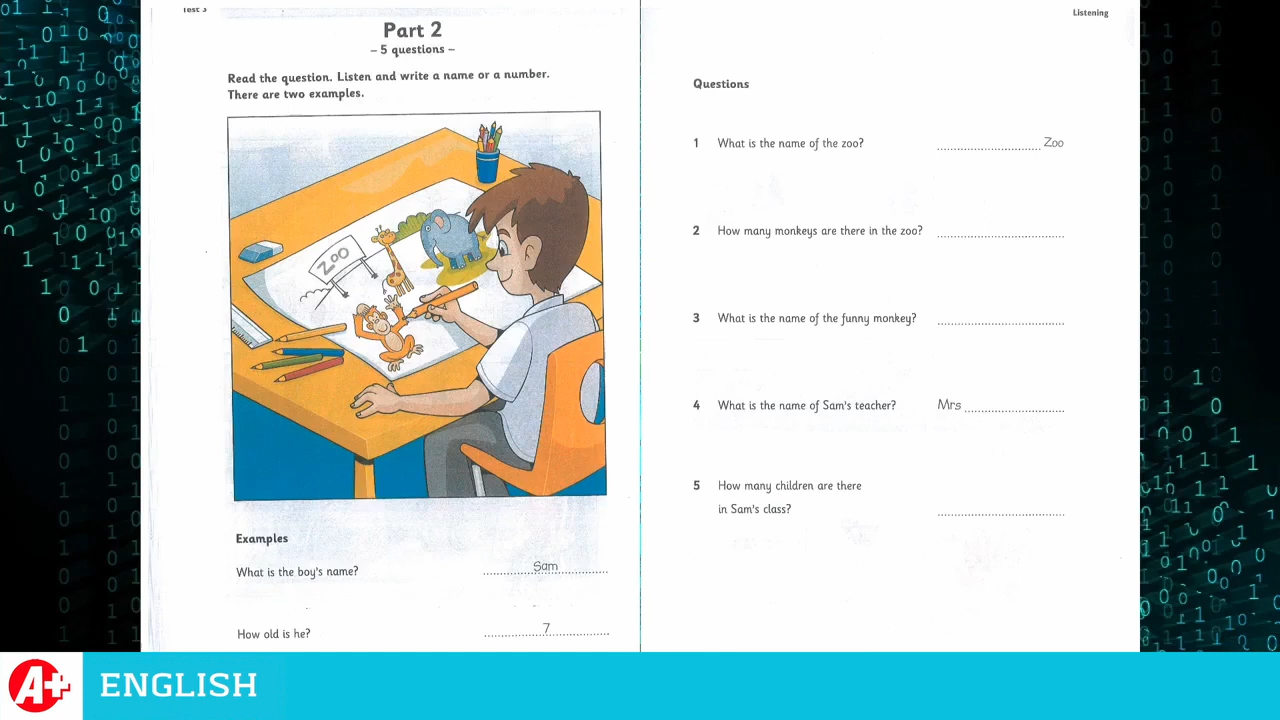 Test 3
Part 2
– 5 questions –
Read the question. Listen and write a name or a number.
There are two examples.
ZOO
Examples
What is the boy's name? Sam
How old is he? 7
Listening
Questions
1 What is the name of the zoo? Zoo
2 How many monkeys are there in the zoo?
3 What is the name of the funny monkey?
4 What is the name of Sam's teacher? Mrs
5 How many children are there
in Sam's class?
A+ ENGLISH